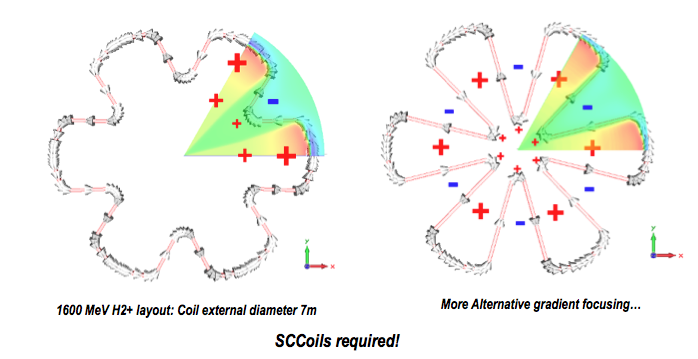 y
x
y
x
1600 MeV H2+ layout: Coil external diameter 7m
More Alternative gradient focusing...
SCCoils required!